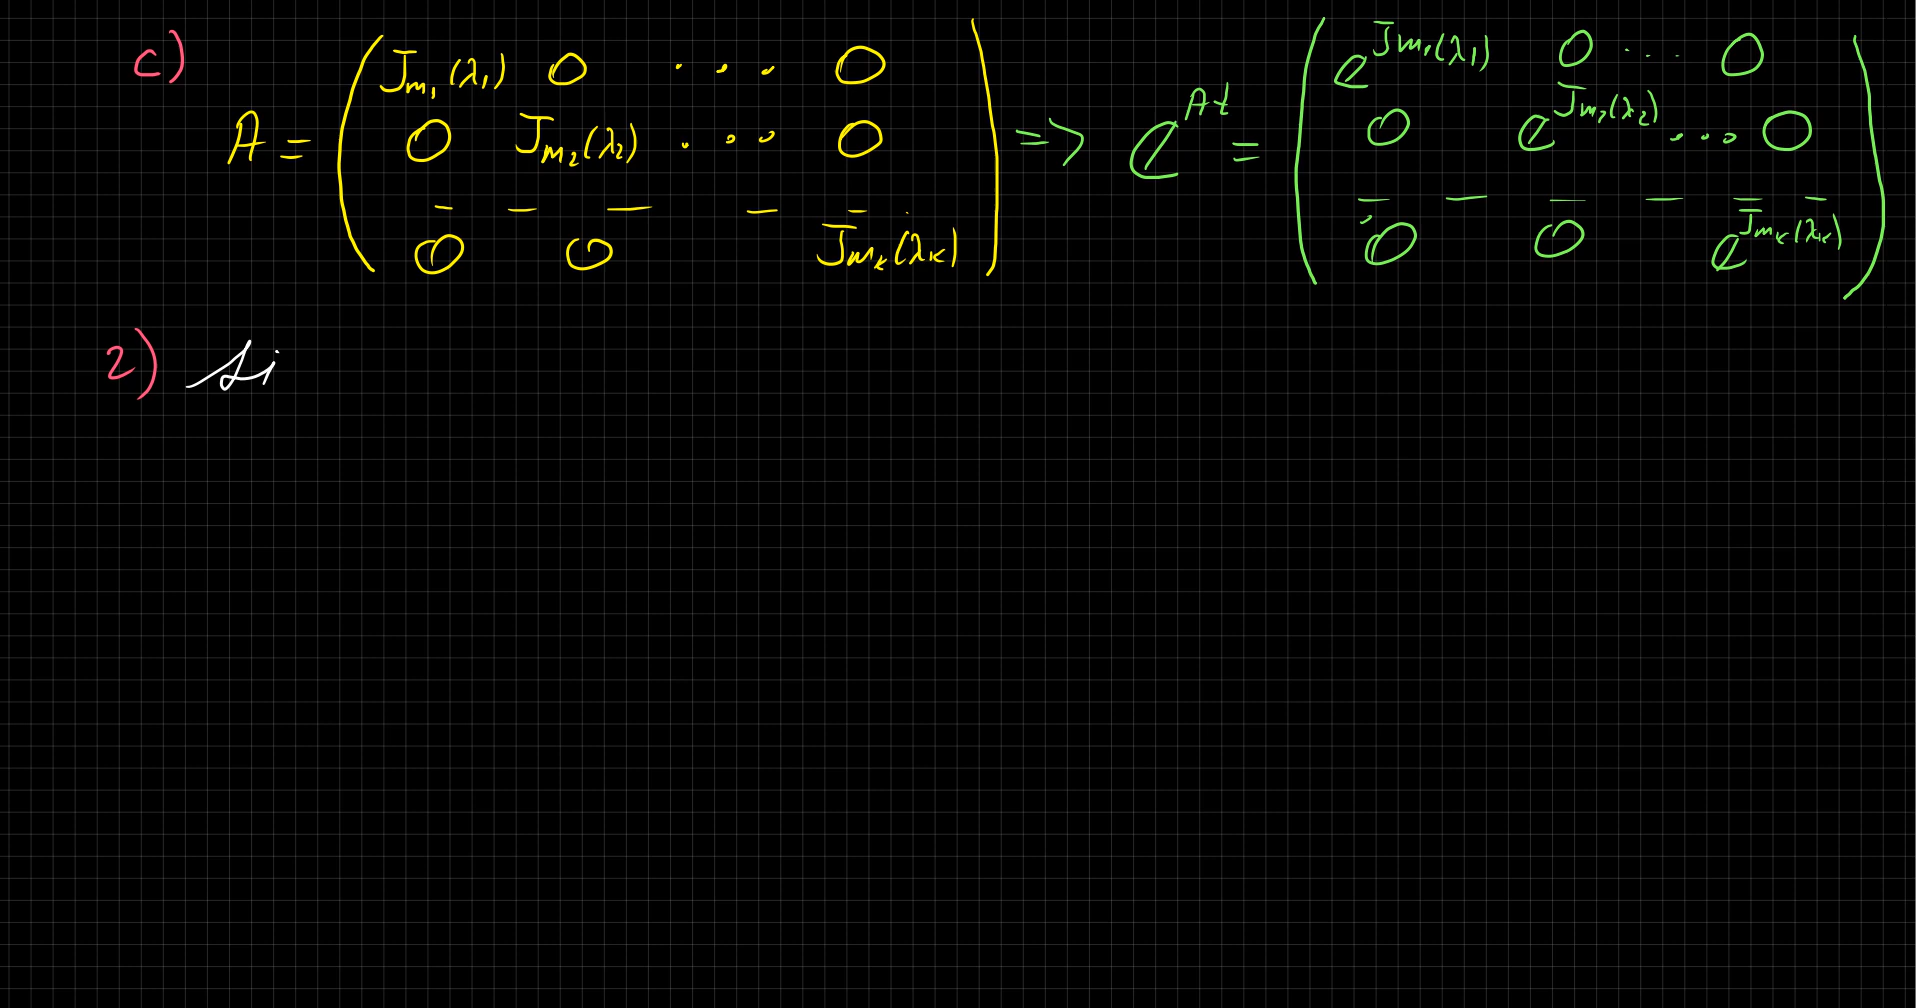 c) A = ( J_{m_1}(λ_1) 0 ... 0 ; 0 J_{m_2}(λ_2) ... 0 ; - - - - - ; 0 0 J_{m_k}(λ_k) ) => e^{At} = ( e^{J_{m_1}(λ_1)} 0 ... 0 ; 0 e^{J_{m_2}(λ_2)} ... 0 ; - - - - - - ; 0 0 e^{J_{m_k}(λ_k)} )
2) Si